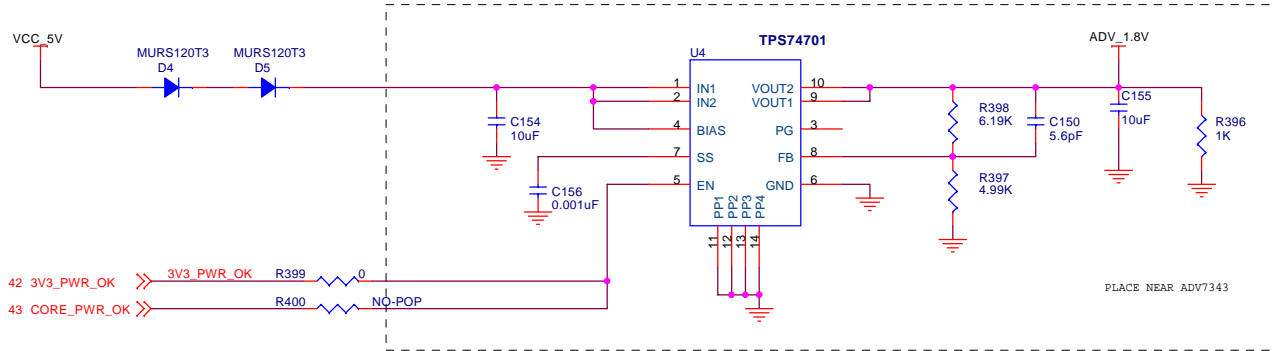 VCC_5V
MURS120T3
D4
MURS120T3
D5
U4
TPS74701
ADV_1.8V
1 IN1
2 IN2
4 BIAS
7 SS
5 EN
VOUT2 10
VOUT1 9
PG 3
FB 8
GND 6
PP1 11
PP2 12
PP3 13
PP4 14
C154
10uF
C156
0.001uF
R398
6.19K
C150
5.6pF
C155
10uF
R396
1K
R397
4.99K
42 3V3_PWR_OK 3V3_PWR_OK R399 0
43 CORE_PWR_OK R400 NO-POP
PLACE NEAR ADV7343